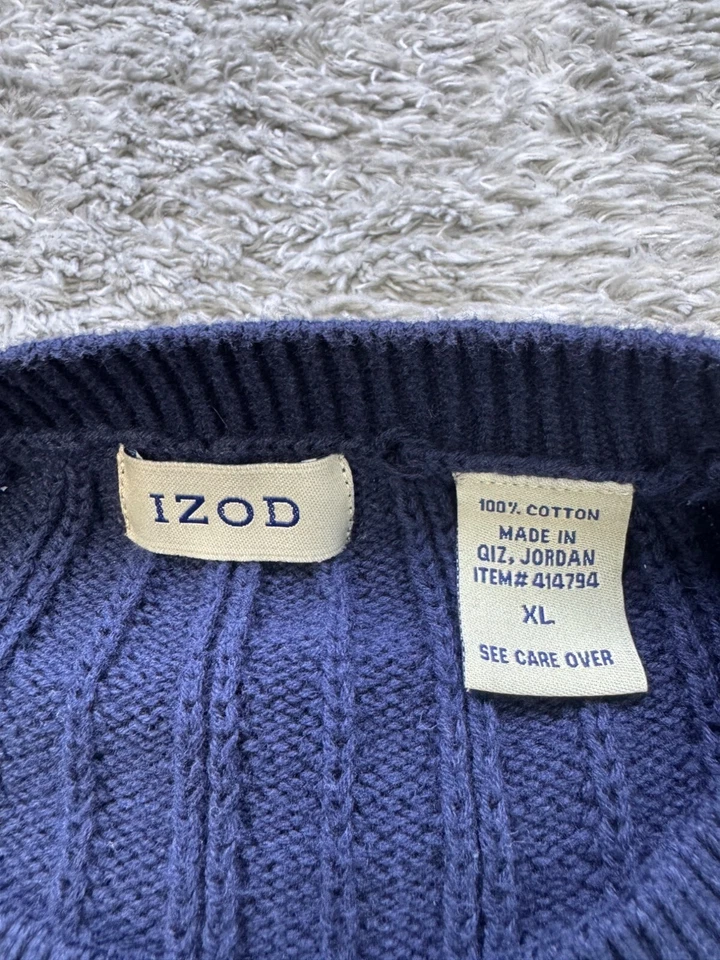 IZOD
100% COTTON
MADE IN
QIZ, JORDAN
ITEM# 414794
XL
SEE CARE OVER